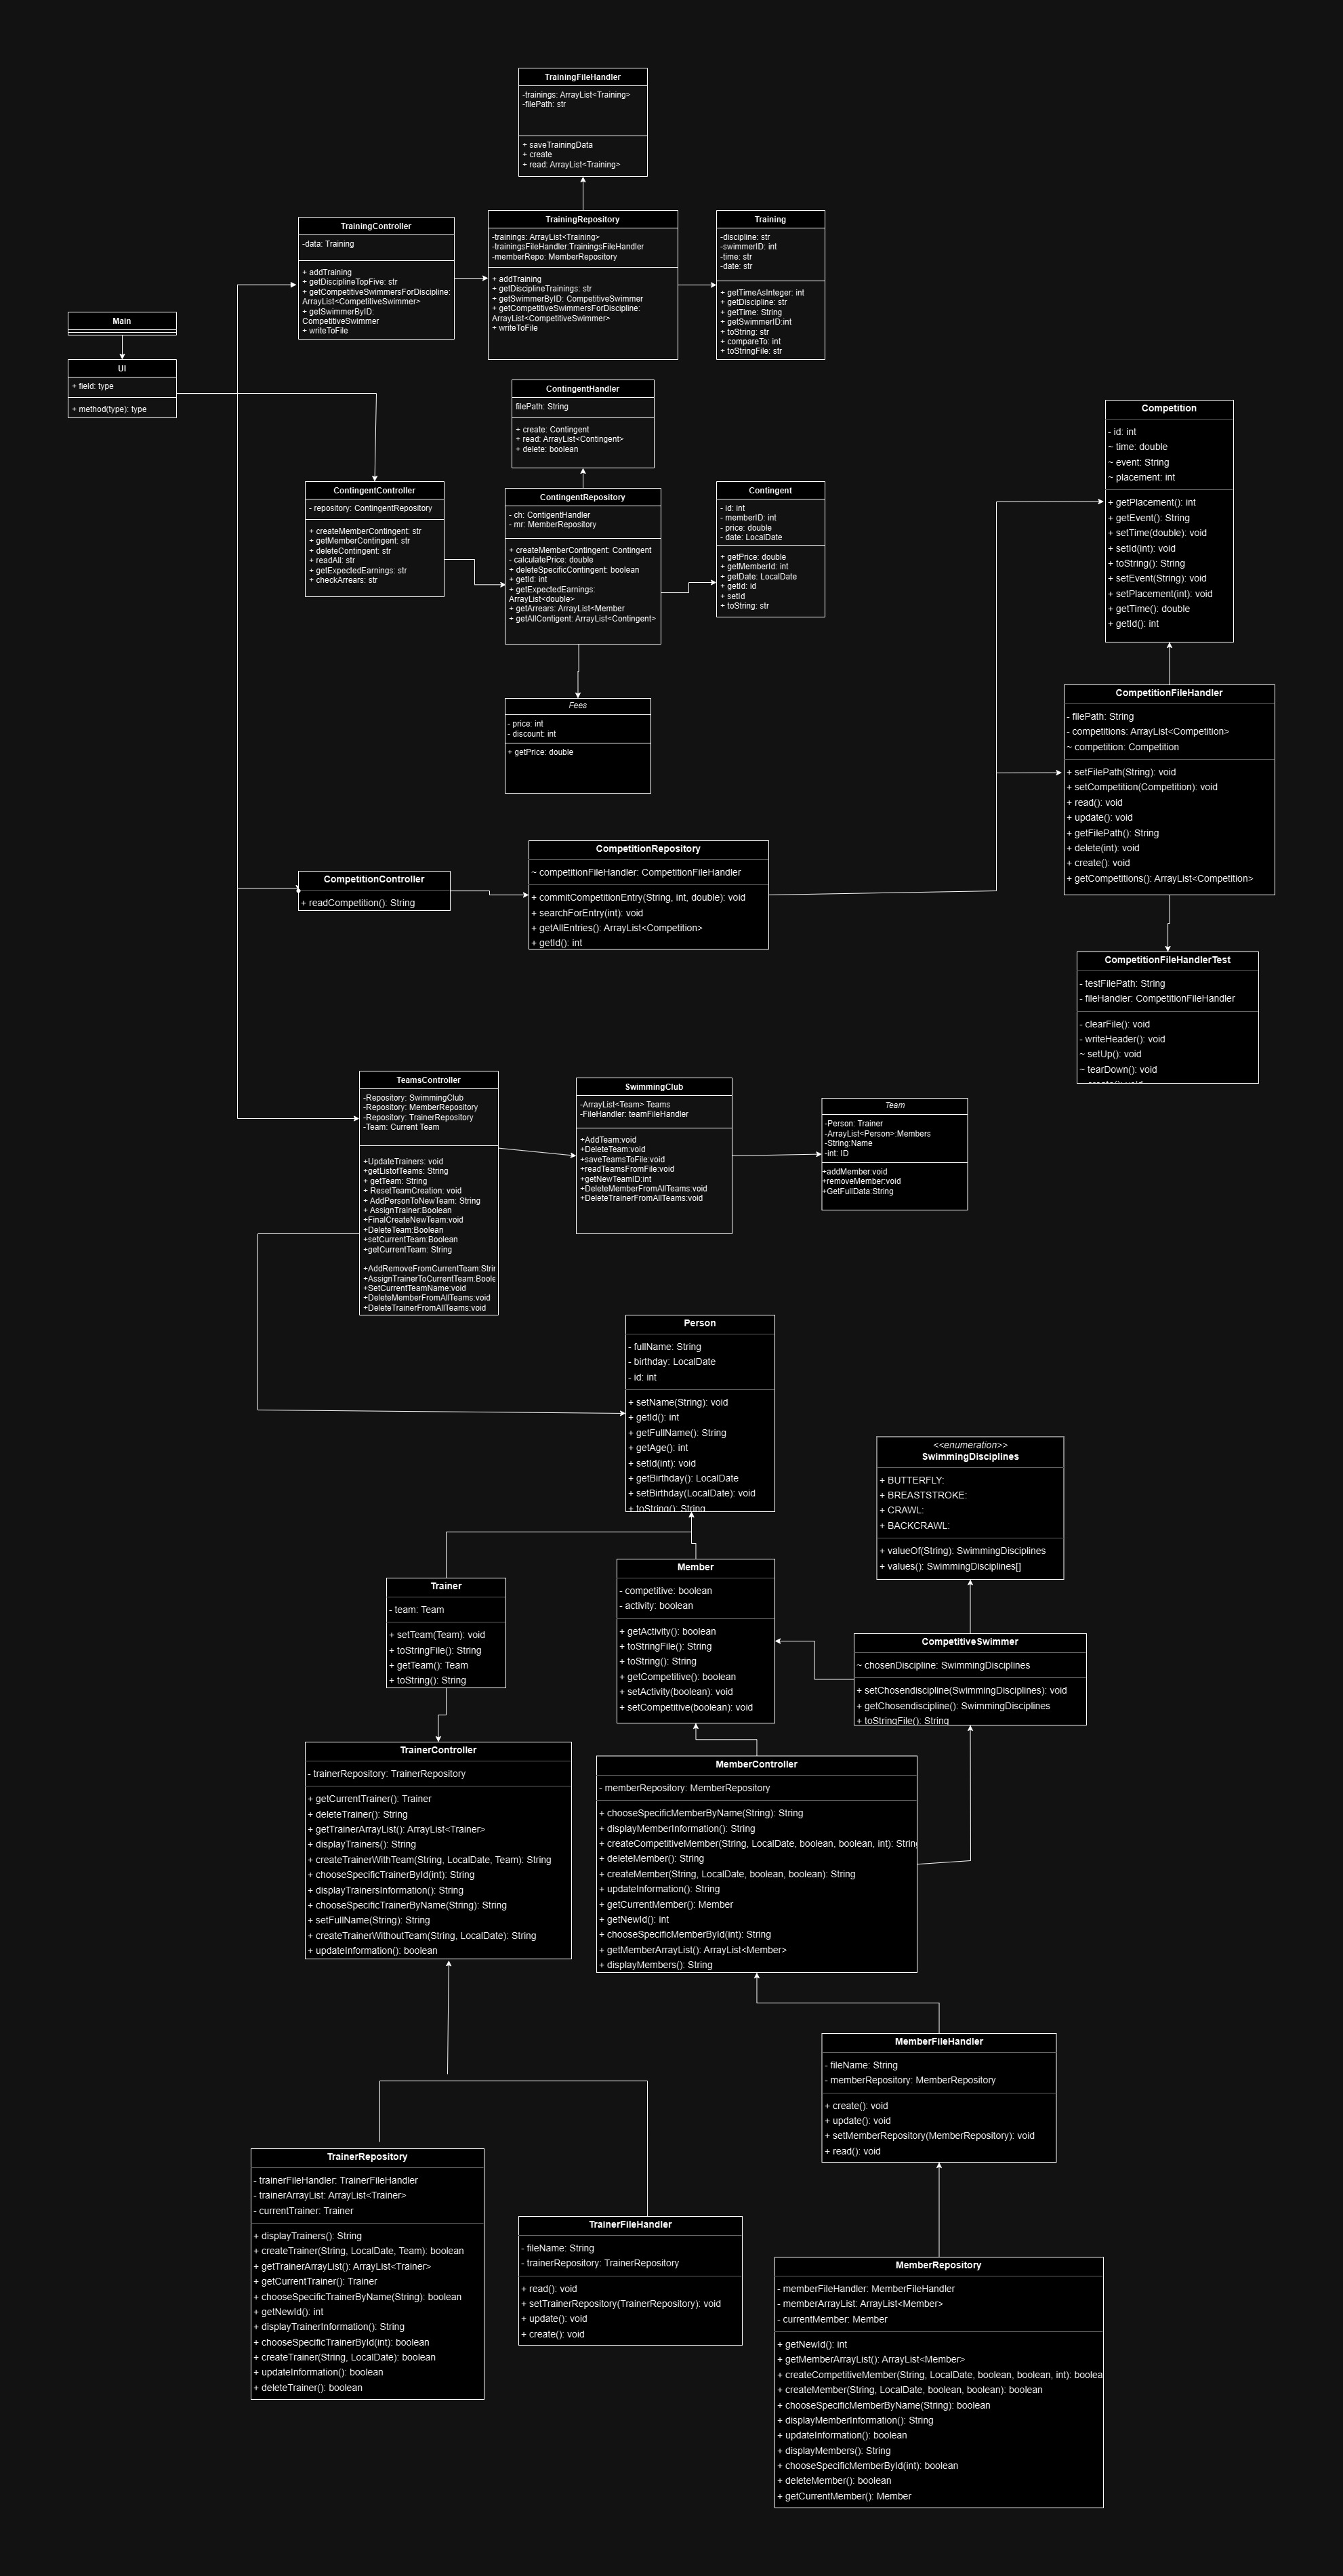 TrainingFileHandler
-trainings: ArrayList<Training>
-filePath: str
+ saveTrainingData
+ create
+ read: ArrayList<Training>
TrainingController
-data: Training
+ addTraining
+ getDisciplineTopFive: str
+ getCompetitiveSwimmersForDiscipline:
ArrayList<CompetitiveSwimmer>
+ getSwimmerByID:
CompetitiveSwimmer
+ writeToFile
TrainingRepository
-trainings: ArrayList<Training>
-trainingsFileHandler:TrainingsFileHandler
-memberRepo: MemberRepository
+ addTraining
+ getDisciplineTrainings: str
+ getSwimmerByID: CompetitiveSwimmer
+ getCompetitiveSwimmersForDiscipline:
ArrayList<CompetitiveSwimmer>
+ writeToFile
Training
-discipline: str
-swimmerID: int
-time: str
-date: str
+ getTimeAsInteger: int
+ getDiscipline: str
+ getTime: String
+ getSwimmerID:int
+ toString: str
+ compareTo: int
+ toStringFile: str
Main
UI
+ field: type
+ method(type): type
ContingentHandler
filePath: String
+ create: Contingent
+ read: ArrayList<Contingent>
+ delete: boolean
ContingentController
- repository: ContingentRepository
+ createMemberContingent: str
+ getMemberContingent: str
+ deleteContingent: str
+ readAll: str
+ getExpectedEarnings: str
+ checkArrears: str
ContingentRepository
- ch: ContigentHandler
- mr: MemberRepository
+ createMemberContingent: Contingent
- calculatePrice: double
+ deleteSpecificContingent: boolean
+ getId: int
+ getExpectedEarnings:
ArrayList<double>
+ getArrears: ArrayList<Member
+ getAllContigent: ArrayList<Contingent>
Contingent
- id: int
- memberID: int
- price: double
- date: LocalDate
+ getPrice: double
+ getMemberId: int
+ getDate: LocalDate
+ getId: id
+ setId
+ toString: str
Fees
- price: int
- discount: int
+ getPrice: double
Competition
- id: int
~ time: double
~ event: String
~ placement: int
+ getPlacement(): int
+ getEvent(): String
+ setTime(double): void
+ setId(int): void
+ toString(): String
+ setEvent(String): void
+ setPlacement(int): void
+ getTime(): double
+ getId(): int
CompetitionFileHandler
- filePath: String
- competitions: ArrayList<Competition>
~ competition: Competition
+ setFilePath(String): void
+ setCompetition(Competition): void
+ read(): void
+ update(): void
+ getFilePath(): String
+ delete(int): void
+ create(): void
+ getCompetitions(): ArrayList<Competition>
CompetitionController
+ readCompetition(): String
CompetitionRepository
~ competitionFileHandler: CompetitionFileHandler
+ commitCompetitionEntry(String, int, double): void
+ searchForEntry(int): void
+ getAllEntries(): ArrayList<Competition>
+ getId(): int
CompetitionFileHandlerTest
- testFilePath: String
- fileHandler: CompetitionFileHandler
- clearFile(): void
- writeHeader(): void
~ setUp(): void
~ tearDown(): void
TeamsController
-Repository: SwimmingClub
-Repository: MemberRepository
-Repository: TrainerRepository
-Team: Current Team
+UpdateTrainers: void
+getListofTeams: String
+ getTeam: String
+ ResetTeamCreation: void
+ AddPersonToNewTeam: String
+ AssignTrainer:Boolean
+FinalCreateNewTeam:void
+DeleteTeam:Boolean
+setCurrentTeam:Boolean
+getCurrentTeam: String
+AddRemoveFromCurrentTeam:Strin
+AssignTrainerToCurrentTeam:Boole
+SetCurrentTeamName:void
+DeleteMemberFromAllTeams:void
+DeleteTrainerFromAllTeams:void
SwimmingClub
-ArrayList<Team> Teams
-FileHandler: teamFileHandler
+AddTeam:void
+DeleteTeam:void
+saveTeamsToFile:void
+readTeamsFromFile:void
+getNewTeamID:int
+DeleteMemberFromAllTeams:void
+DeleteTrainerFromAllTeams:void
Team
-Person: Trainer
-ArrayList<Person>:Members
-String:Name
-int: ID
+addMember:void
+removeMember:void
+GetFullData:String
Person
- fullName: String
- birthday: LocalDate
- id: int
+ setName(String): void
+ getId(): int
+ getFullName(): String
+ getAge(): int
+ setId(int): void
+ getBirthday(): LocalDate
+ setBirthday(LocalDate): void
+ toString(): String
<<enumeration>>
SwimmingDisciplines
+ BUTTERFLY:
+ BREASTSTROKE:
+ CRAWL:
+ BACKCRAWL:
+ valueOf(String): SwimmingDisciplines
+ values(): SwimmingDisciplines[]
Trainer
- team: Team
+ setTeam(Team): void
+ toStringFile(): String
+ getTeam(): Team
+ toString(): String
Member
- competitive: boolean
- activity: boolean
+ getActivity(): boolean
+ toStringFile(): String
+ toString(): String
+ getCompetitive(): boolean
+ setActivity(boolean): void
+ setCompetitive(boolean): void
CompetitiveSwimmer
~ chosenDiscipline: SwimmingDisciplines
+ setChosendiscipline(SwimmingDisciplines): void
+ getChosendiscipline(): SwimmingDisciplines
+ toStringFile(): String
TrainerController
- trainerRepository: TrainerRepository
+ getCurrentTrainer(): Trainer
+ deleteTrainer(): String
+ getTrainerArrayList(): ArrayList<Trainer>
+ displayTrainers(): String
+ createTrainerWithTeam(String, LocalDate, Team): String
+ chooseSpecificTrainerById(int): String
+ displayTrainersInformation(): String
+ chooseSpecificTrainerByName(String): String
+ setFullName(String): String
+ createTrainerWithoutTeam(String, LocalDate): String
+ updateInformation(): boolean
MemberController
- memberRepository: MemberRepository
+ chooseSpecificMemberByName(String): String
+ displayMemberInformation(): String
+ createCompetitiveMember(String, LocalDate, boolean, boolean, int): String
+ deleteMember(): String
+ createMember(String, LocalDate, boolean, boolean): String
+ updateInformation(): String
+ getCurrentMember(): Member
+ getNewId(): int
+ chooseSpecificMemberById(int): String
+ getMemberArrayList(): ArrayList<Member>
+ displayMembers(): String
MemberFileHandler
- fileName: String
- memberRepository: MemberRepository
+ create(): void
+ update(): void
+ setMemberRepository(MemberRepository): void
+ read(): void
TrainerRepository
- trainerFileHandler: TrainerFileHandler
- trainerArrayList: ArrayList<Trainer>
- currentTrainer: Trainer
+ displayTrainers(): String
+ createTrainer(String, LocalDate, Team): boolean
+ getTrainerArrayList(): ArrayList<Trainer>
+ getCurrentTrainer(): Trainer
+ chooseSpecificTrainerByName(String): boolean
+ getNewId(): int
+ displayTrainerInformation(): String
+ chooseSpecificTrainerById(int): boolean
+ createTrainer(String, LocalDate): boolean
+ updateInformation(): boolean
+ deleteTrainer(): boolean
TrainerFileHandler
- fileName: String
- trainerRepository: TrainerRepository
+ read(): void
+ setTrainerRepository(TrainerRepository): void
+ update(): void
+ create(): void
MemberRepository
- memberFileHandler: MemberFileHandler
- memberArrayList: ArrayList<Member>
- currentMember: Member
+ getNewId(): int
+ getMemberArrayList(): ArrayList<Member>
+ createCompetitiveMember(String, LocalDate, boolean, boolean, int): boolea
+ createMember(String, LocalDate, boolean, boolean): boolean
+ chooseSpecificMemberByName(String): boolean
+ displayMemberInformation(): String
+ updateInformation(): boolean
+ displayMembers(): String
+ chooseSpecificMemberById(int): boolean
+ deleteMember(): boolean
+ getCurrentMember(): Member